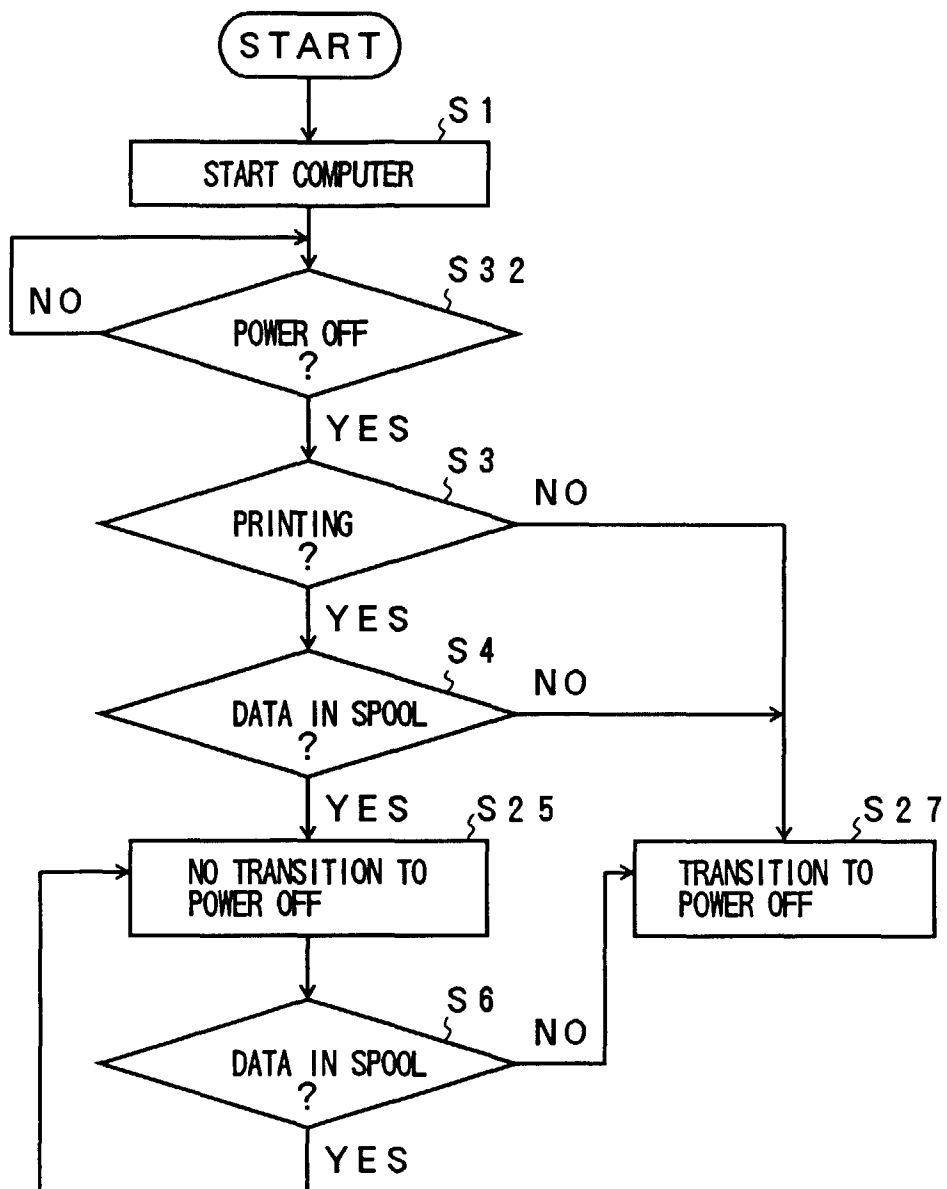 START
S1
START COMPUTER
S32
NO
POWER OFF
?
YES
S3
NO
PRINTING
?
YES
S4
NO
DATA IN SPOOL
?
YES
S25
S27
NO TRANSITION TO
POWER OFF
TRANSITION TO
POWER OFF
S6
NO
DATA IN SPOOL
?
YES